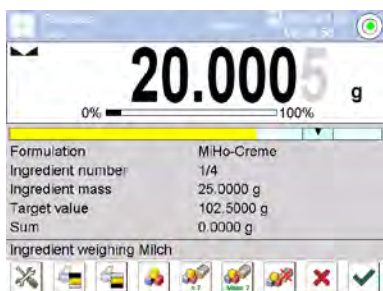 20.0005 g
0% 100%
Formulation MiHo-Creme
Ingredient number 1/4
Ingredient mass 25.0000 g
Target value 102.5000 g
Sum 0.0000 g
Ingredient weighing Milch